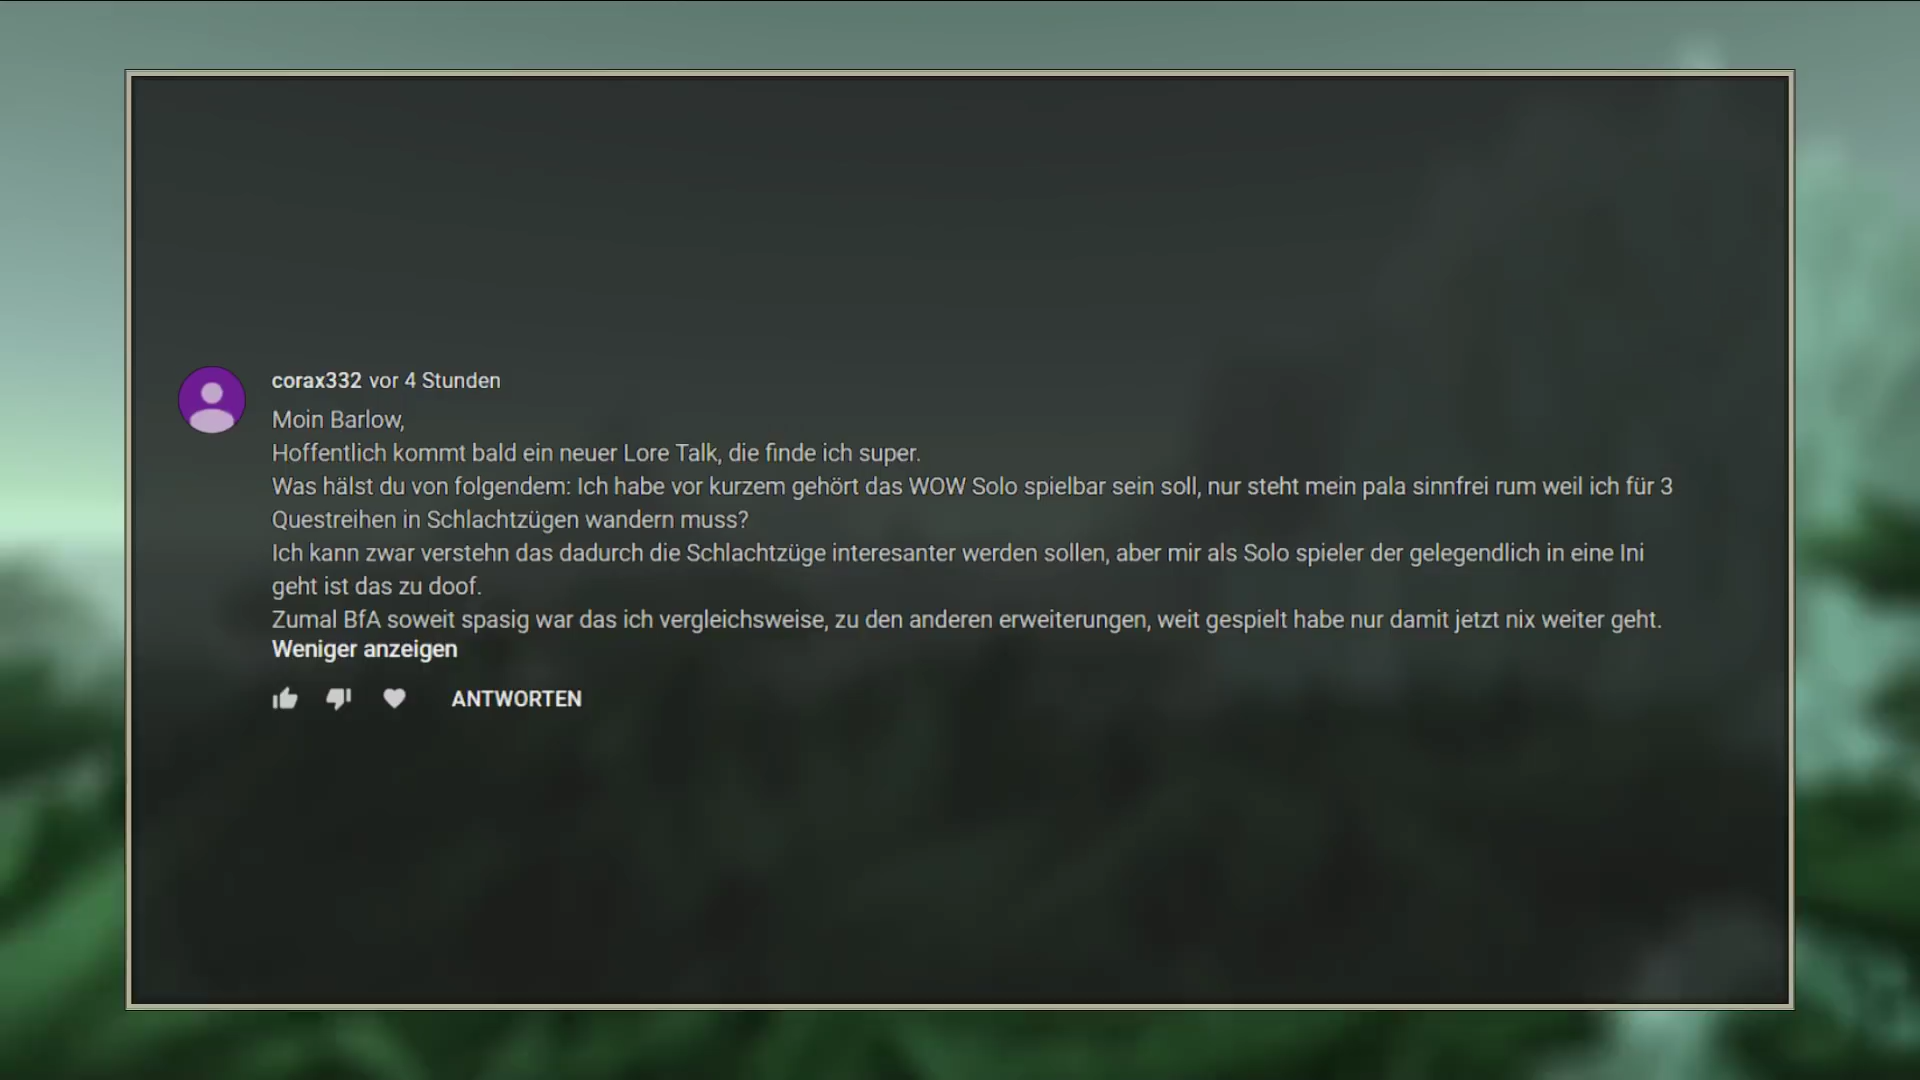 corax332 vor 4 Stunden
Moin Barlow,
Hoffentlich kommt bald ein neuer Lore Talk, die finde ich super.
Was hälst du von folgendem: Ich habe vor kurzem gehört das WOW Solo spielbar sein soll, nur steht mein pala sinnfrei rum weil ich für 3
Questreihen in Schlachtzügen wandern muss?
Ich kann zwar verstehn das dadurch die Schlachtzüge interesanter werden sollen, aber mir als Solo spieler der gelegendlich in eine Ini
geht ist das zu doof.
Zumal BfA soweit spasig war das ich vergleichsweise, zu den anderen erweiterungen, weit gespielt habe nur damit jetzt nix weiter geht.
Weniger anzeigen
ANTWORTEN